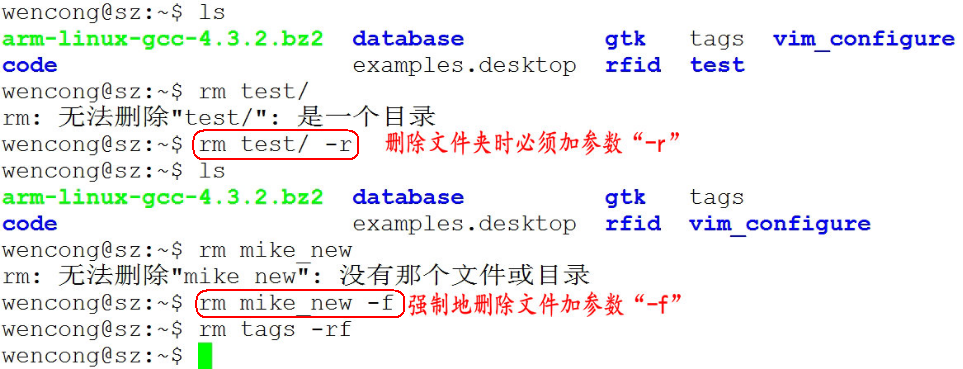 wencong@sz:~$ ls
arm-linux-gcc-4.3.2.bz2 database gtk tags vim_configure
code examples.desktop rfid test
wencong@sz:~$ rm test/
rm: 无法删除"test/": 是一个目录
wencong@sz:~$ rm test/ -r 删除文件夹时必须加参数“-r”
wencong@sz:~$ ls
arm-linux-gcc-4.3.2.bz2 database gtk tags
code examples.desktop rfid vim_configure
wencong@sz:~$ rm mike_new
rm: 无法删除"mike new": 没有那个文件或目录
wencong@sz:~$ rm mike_new -f 强制地删除文件加参数“-f”
wencong@sz:~$ rm tags -rf
wencong@sz:~$